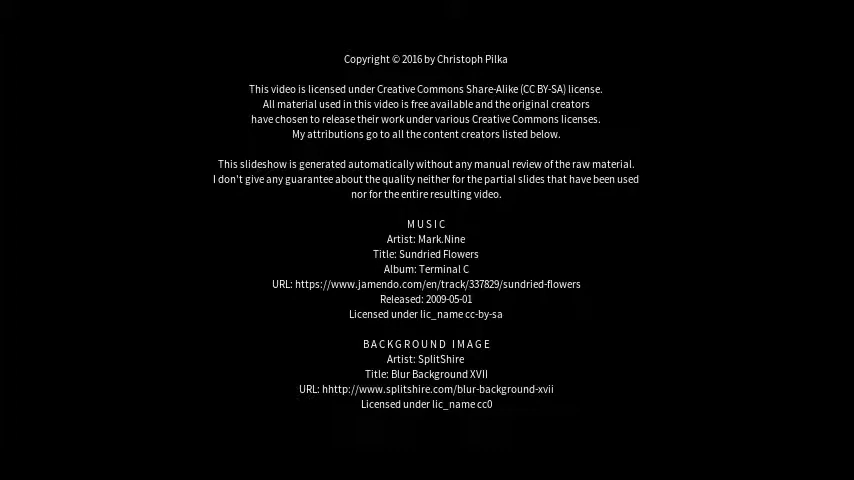 Copyright © 2016 by Christoph Pilka
This video is licensed under Creative Commons Share-Alike (CC BY-SA) license.
All material used in this video is free available and the original creators
have chosen to release their work under various Creative Commons licenses.
My attributions go to all the content creators listed below.
This slideshow is generated automatically without any manual review of the raw material.
I don't give any guarantee about the quality neither for the partial slides that have been used
nor for the entire resulting video.
M U S I C
Artist: Mark.Nine
Title: Sundried Flowers
Album: Terminal C
URL: https://www.jamendo.com/en/track/337829/sundried-flowers
Released: 2009-05-01
Licensed under lic_name cc-by-sa
B A C K G R O U N D   I M A G E
Artist: SplitShire
Title: Blur Background XVII
URL: hhttp://www.splitshire.com/blur-background-xvii
Licensed under lic_name cc0